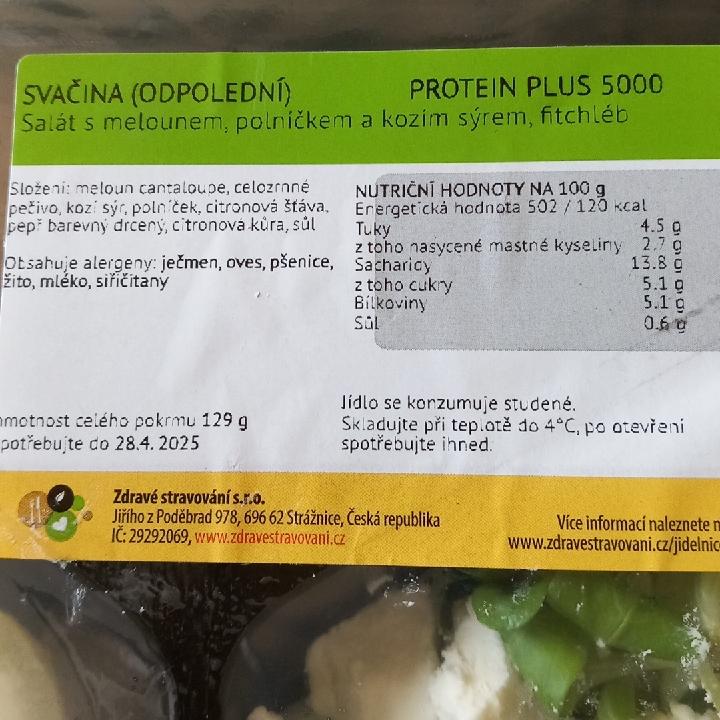 SVAČINA (ODPOLEDNÍ) PROTEIN PLUS 5000
Salát s melounem, polníčkem a kozím sýrem, fitchléb
Složení: meloun cantaloupe, celozrnné
pečivo, kozí sýr, polníček, citronová šťáva,
pepř barevný drcený, citronová kůra, sůl
Obsahuje alergeny: ječmen, oves, pšenice,
žito, mléko, siřičitany
NUTRIČNÍ HODNOTY NA 100 g
Energetická hodnota 502 / 120 kcal
Tuky 4.5 g
z toho nasycené mastné kyseliny 2.7 g
Sacharidy 13.8 g
z toho cukry 5.1 g
Bílkoviny 5.1 g
Sůl 0.6 g
motnost celého pokrmu 129 g
potřebujte do 28.4. 2025
Jídlo se konzumuje studené.
Skladujte při teplotě do 4°C, po otevření
spotřebujte ihned.
Zdravé stravování s.r.o.
Jiřího z Poděbrad 978, 696 62 Strážnice, Česká republika
IČ: 29292069, www.zdravestravovani.cz
Více informací naleznete n
www.zdravestravovani.cz/jidelnic